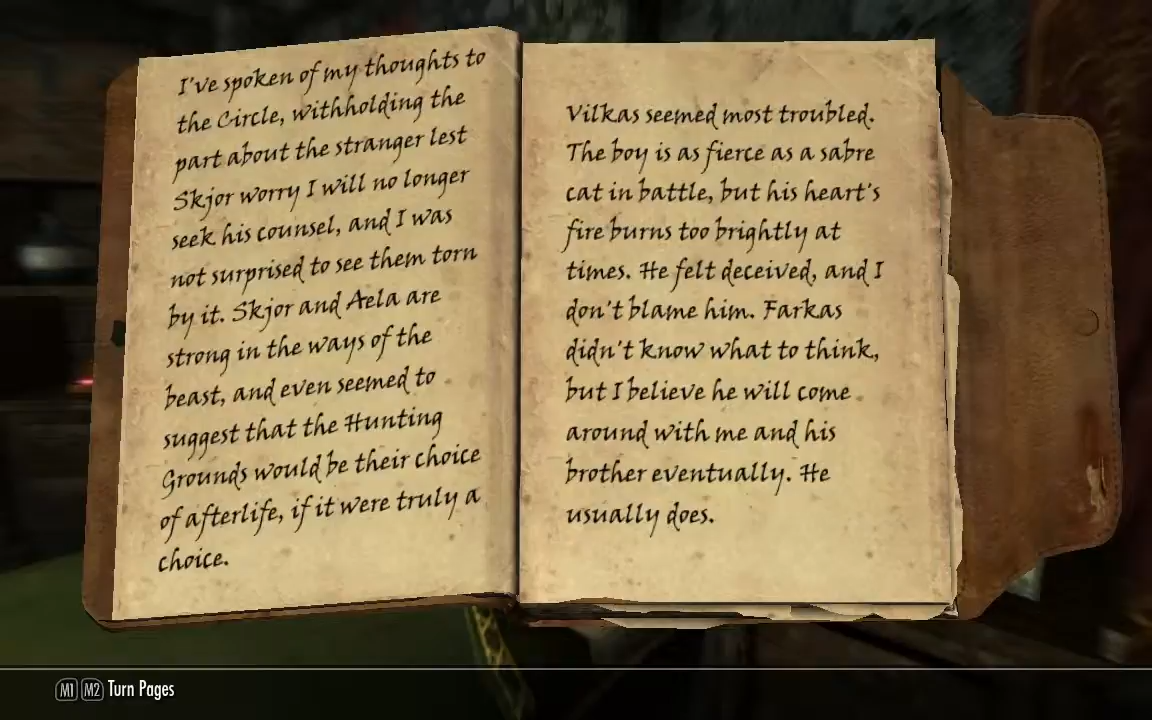 I've spoken of my thoughts to
the Circle, withholding the
part about the stranger lest
Skjor worry I will no longer
seek his counsel, and I was
not surprised to see them torn
by it. Skjor and Aela are
strong in the ways of the
beast, and even seemed to
suggest that the Hunting
Grounds would be their choice
of afterlife, if it were truly a
choice.
Vilkas seemed most troubled.
The boy is as fierce as a sabre
cat in battle, but his heart's
fire burns too brightly at
times. He felt deceived, and I
don't blame him. Farkas
didn't know what to think,
but I believe he will come
around with me and his
brother eventually. He
usually does.
M1 M2 Turn Pages